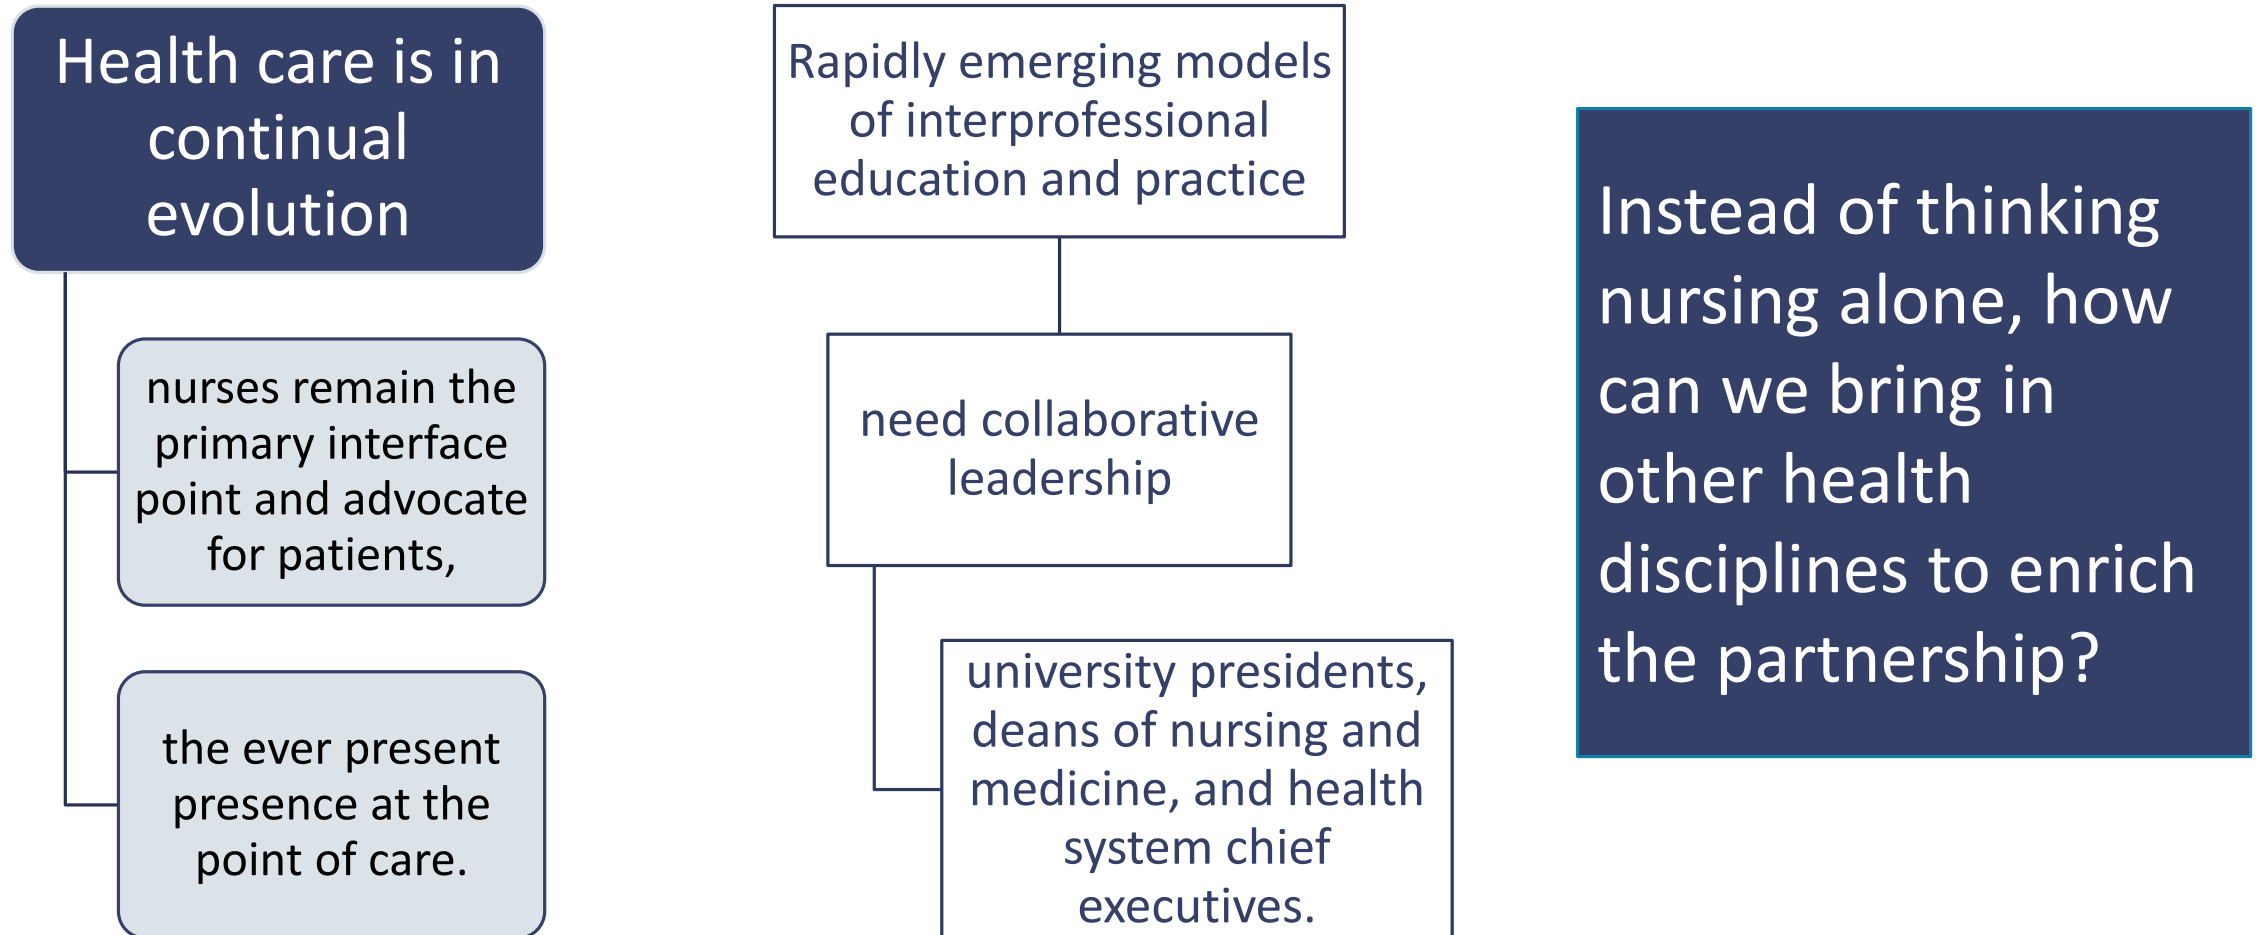 Health care is in
continual
evolution
nurses remain the
primary interface
point and advocate
for patients,
the ever present
presence at the
point of care.
Rapidly emerging models
of interprofessional
education and practice
need collaborative
leadership
university presidents,
deans of nursing and
medicine, and health
system chief
executives.
Instead of thinking
nursing alone, how
can we bring in
other health
disciplines to enrich
the partnership?